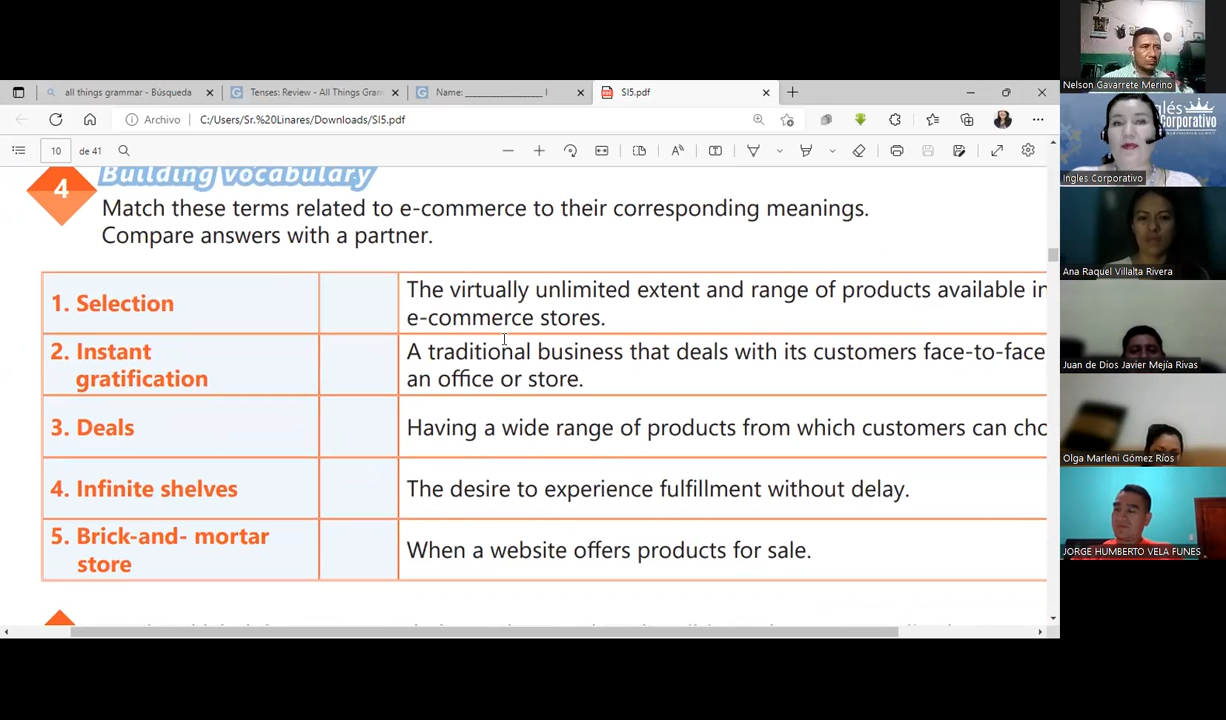 all things grammar - Búsqueda
Tenses: Review - All Things Gram
Name: ___________________ I
SI5.pdf
Archivo
C:/Users/Sr.%20Linares/Downloads/SI5.pdf
10
de 41
4
Building vocabulary
Match these terms related to e-commerce to their corresponding meanings.
Compare answers with a partner.
1. Selection
The virtually unlimited extent and range of products available in
e-commerce stores.
2. Instant
gratification
A traditional business that deals with its customers face-to-face
an office or store.
3. Deals
Having a wide range of products from which customers can cho
4. Infinite shelves
The desire to experience fulfillment without delay.
5. Brick-and- mortar
store
When a website offers products for sale.
Nelson Gavarrete Merino
Inglés Corporativo
Ana Raquel Villalta Rivera
Juan de Dios Javier Mejía Rivas
Olga Marleni Gómez Ríos
JORGE HUMBERTO VELA FUNES